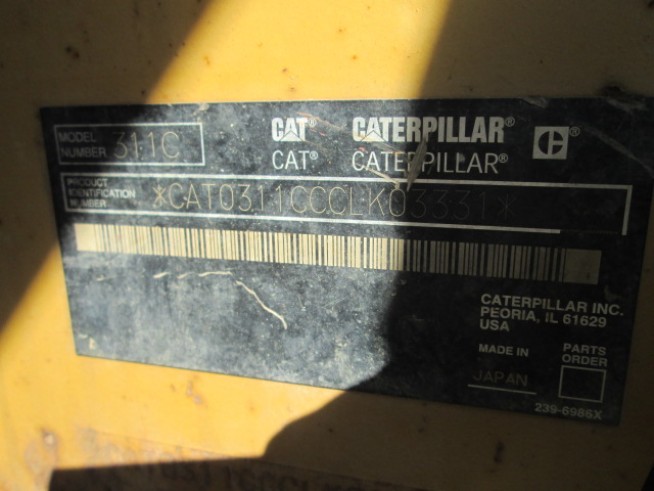 MODEL NUMBER 311C
CAT® CATERPILLAR® C
CAT® CATERPILLAR®
PRODUCT IDENTIFICATION NUMBER *CAT0311CCCLK03331*
CATERPILLAR INC.
PEORIA, IL 61629
USA
MADE IN
JAPAN
PARTS ORDER
239-6986X